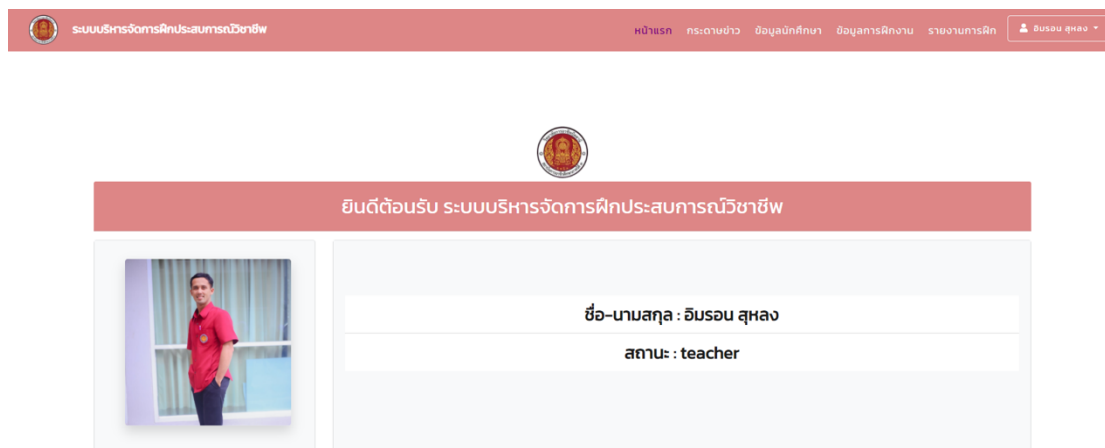 ระบบบริหารจัดการฝึกประสบการณ์วิชาชีพ
หน้าแรก กระดานข่าว ข้อมูลนักศึกษา ข้อมูลการฝึกงาน รายงานการฝึก อิมรอน สุหลง
ยินดีต้อนรับ ระบบบริหารจัดการฝึกประสบการณ์วิชาชีพ
ชื่อ-นามสกุล : อิมรอน สุหลง
สถานะ : teacher